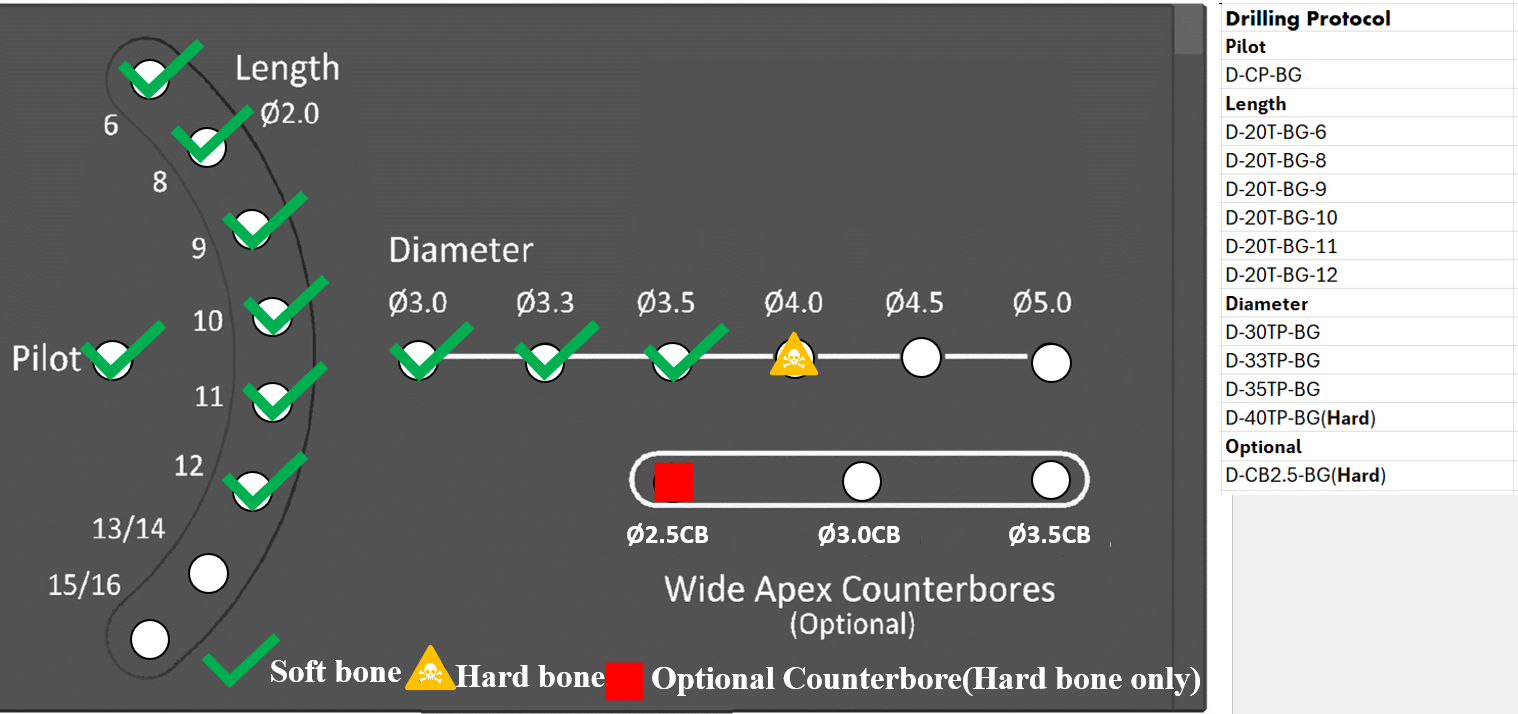 Length
Ø2.0
6
8
9
10
11
12
13/14
15/16
Pilot
Diameter
Ø3.0 Ø3.3 Ø3.5 Ø4.0 Ø4.5 Ø5.0
Ø2.5CB Ø3.0CB Ø3.5CB
Wide Apex Counterbores
(Optional)
Soft bone Hard bone Optional Counterbore(Hard bone only)
Drilling Protocol
Pilot
D-CP-BG
Length
D-20T-BG-6
D-20T-BG-8
D-20T-BG-9
D-20T-BG-10
D-20T-BG-11
D-20T-BG-12
Diameter
D-30TP-BG
D-33TP-BG
D-35TP-BG
D-40TP-BG(Hard)
Optional
D-CB2.5-BG(Hard)